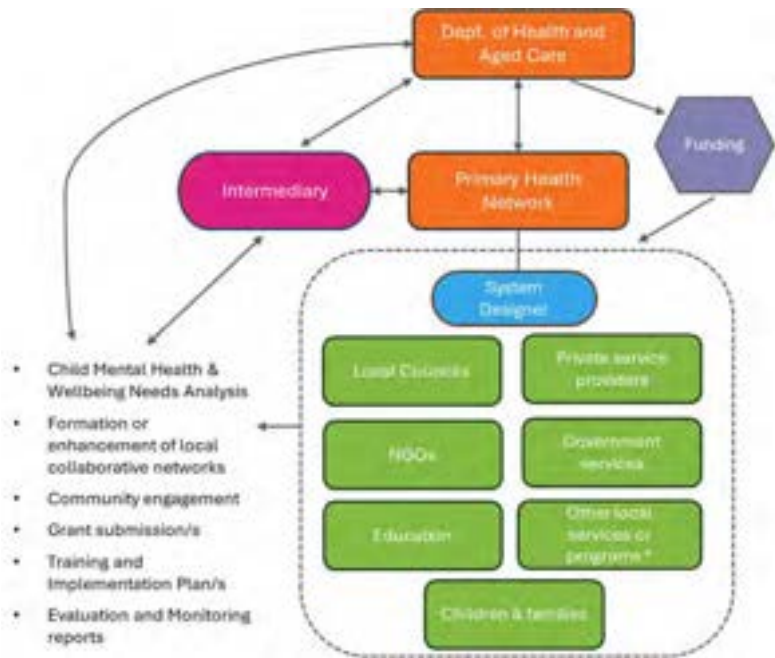 Dept. of Health and
Aged Care
Funding
Intermediary
Primary Health
Network
System
Designer
Local Councils
Private service
providers
NGOs
Government
services
Education
Other local
services or
programs *
Children & families
• Child Mental Health &
Wellbeing Needs Analysis
• Formation or
enhancement of local
collaborative networks
• Community engagement
• Grant submission/s
• Training and
Implementation Plan/s
• Evaluation and Monitoring
reports